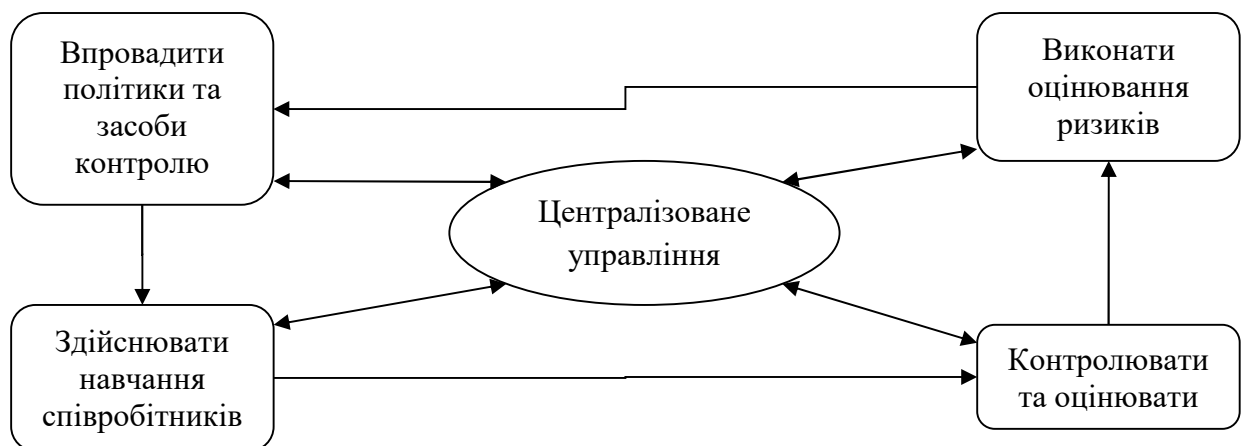 Впровадити
політики та
засоби
контролю
Виконати
оцінювання
ризиків
Централізоване
управління
Здійснювати
навчання
співробітників
Контролювати
та оцінювати